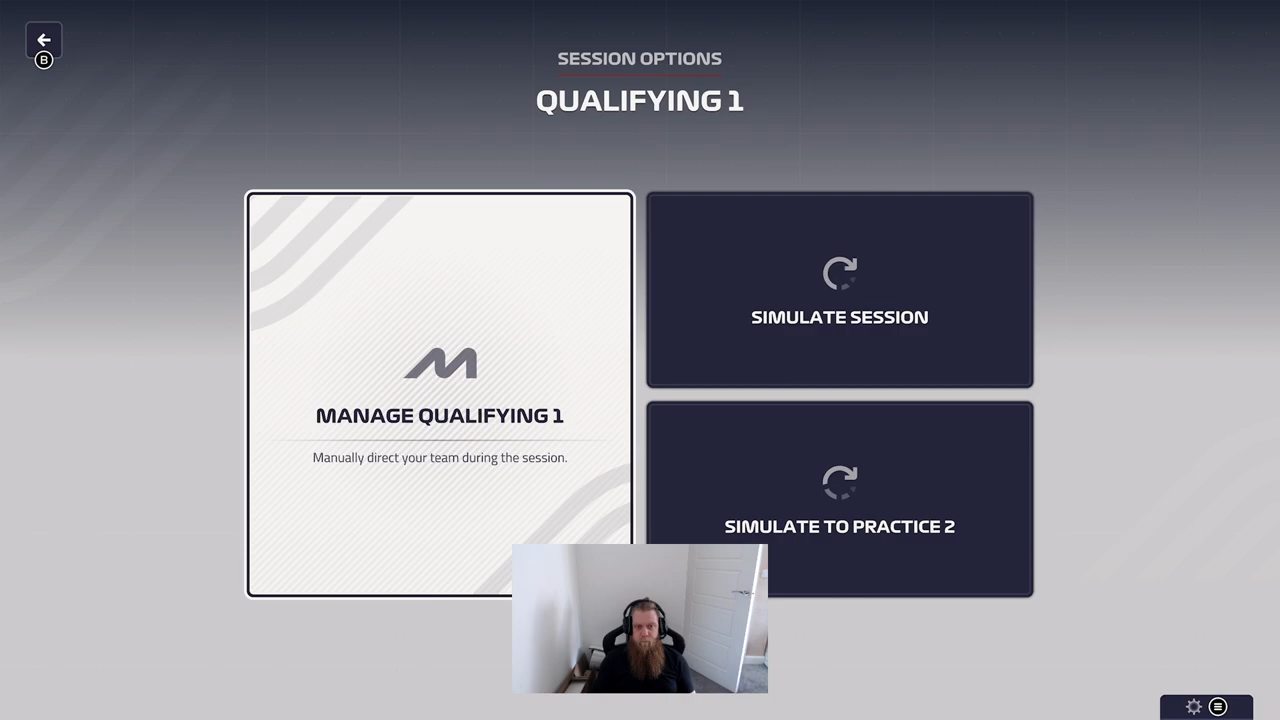 B
SESSION OPTIONS
QUALIFYING 1
MANAGE QUALIFYING 1
Manually direct your team during the session.
SIMULATE SESSION
SIMULATE TO PRACTICE 2